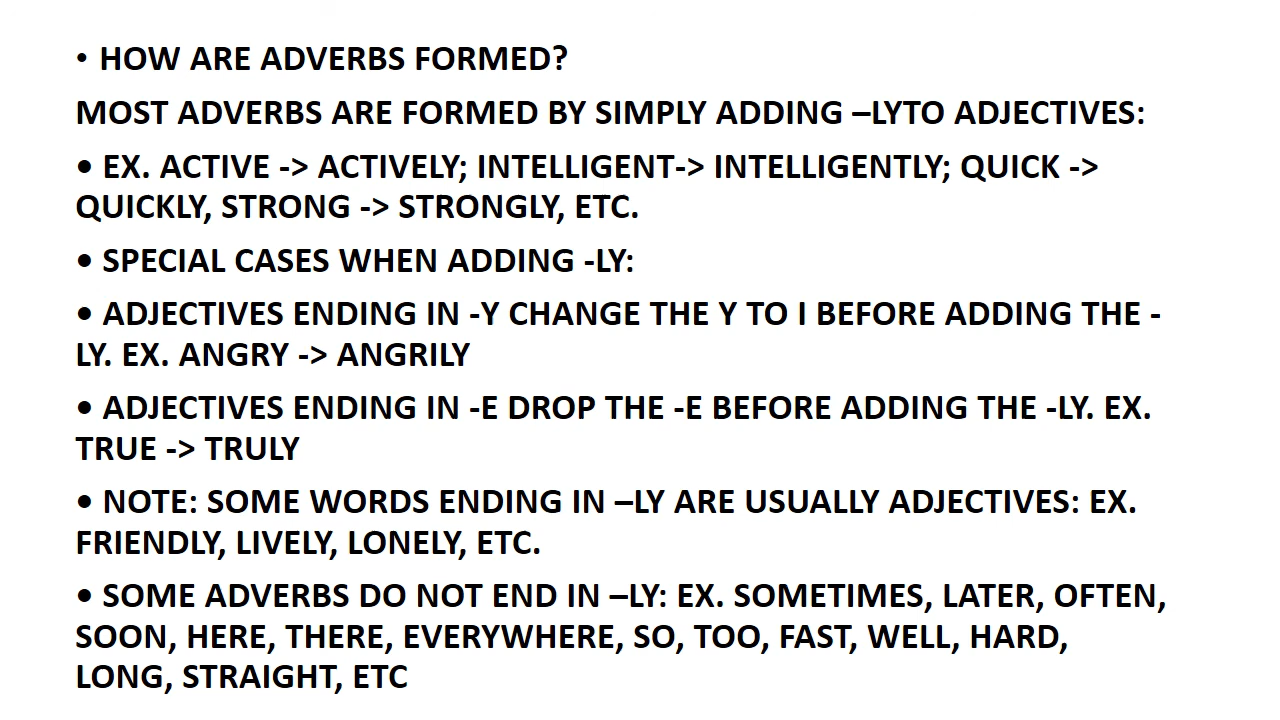 • HOW ARE ADVERBS FORMED?
MOST ADVERBS ARE FORMED BY SIMPLY ADDING –LYTO ADJECTIVES:
• EX. ACTIVE -> ACTIVELY; INTELLIGENT-> INTELLIGENTLY; QUICK ->
QUICKLY, STRONG -> STRONGLY, ETC.
• SPECIAL CASES WHEN ADDING -LY:
• ADJECTIVES ENDING IN -Y CHANGE THE Y TO I BEFORE ADDING THE -
LY. EX. ANGRY -> ANGRILY
• ADJECTIVES ENDING IN -E DROP THE -E BEFORE ADDING THE -LY. EX.
TRUE -> TRULY
• NOTE: SOME WORDS ENDING IN –LY ARE USUALLY ADJECTIVES: EX.
FRIENDLY, LIVELY, LONELY, ETC.
• SOME ADVERBS DO NOT END IN –LY: EX. SOMETIMES, LATER, OFTEN,
SOON, HERE, THERE, EVERYWHERE, SO, TOO, FAST, WELL, HARD,
LONG, STRAIGHT, ETC